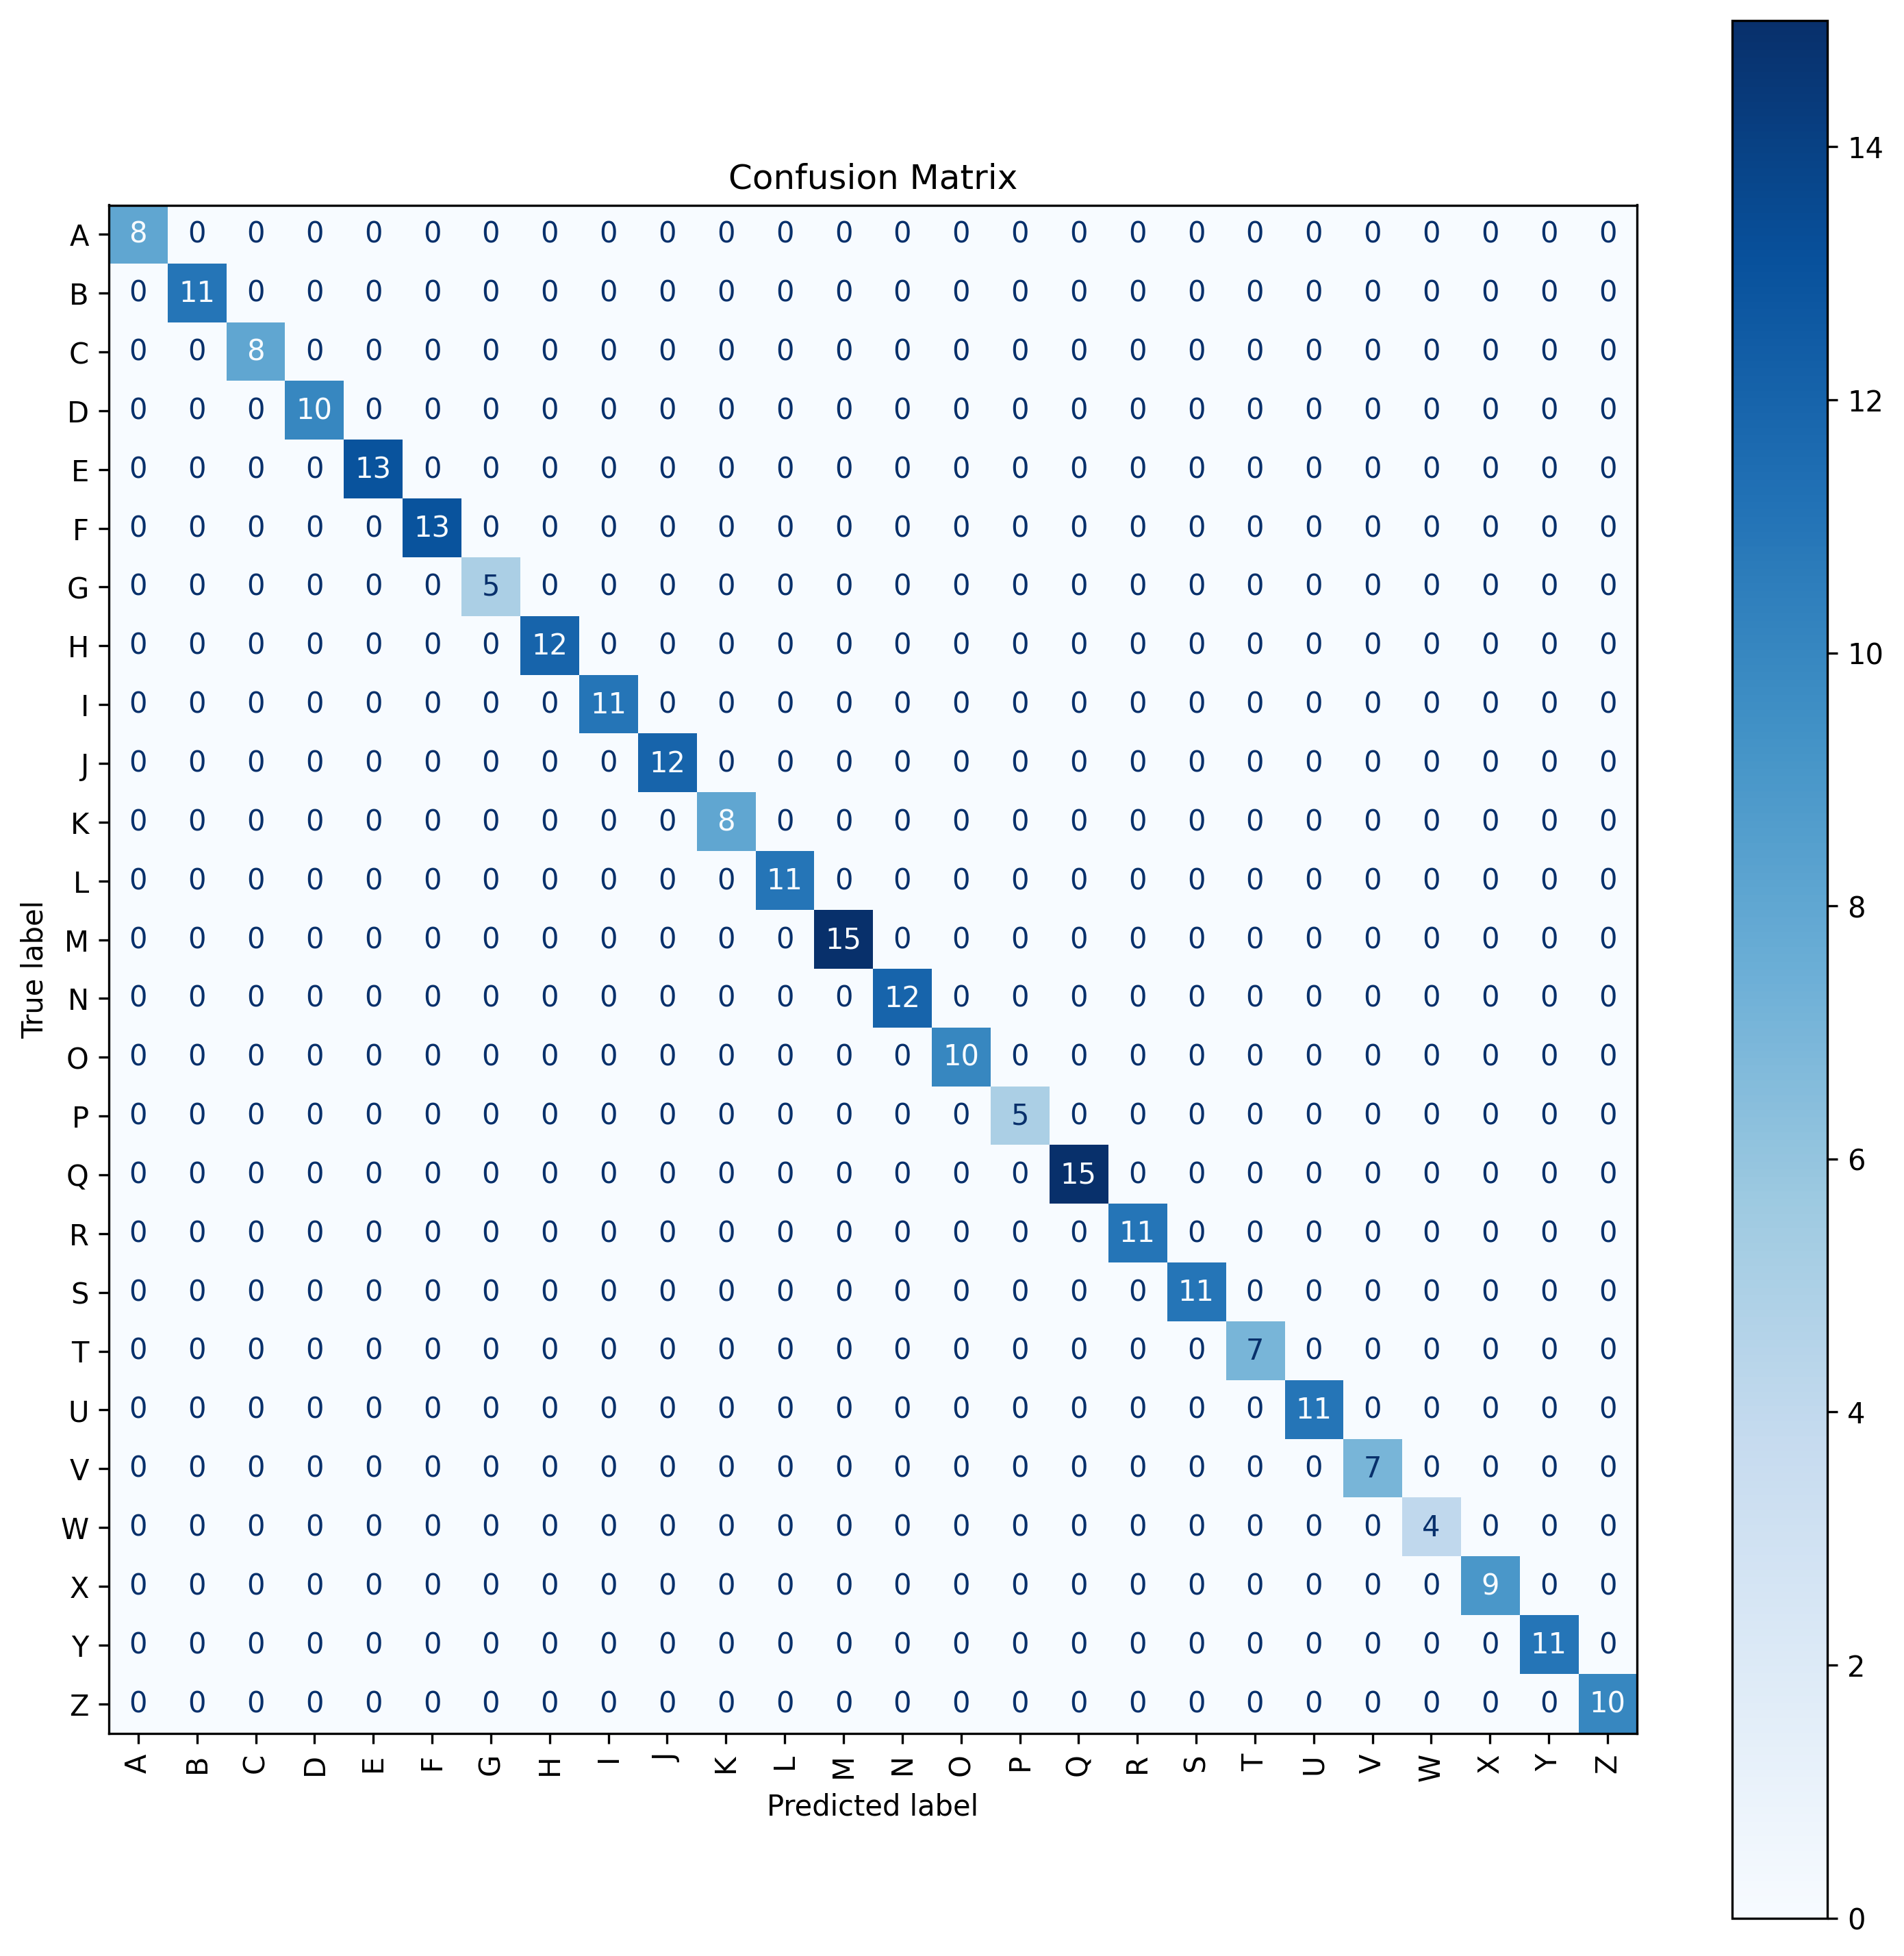 Confusion Matrix
A 8 0 0 0 0 0 0 0 0 0 0 0 0 0 0 0 0 0 0 0 0 0 0 0 0 0
B 0 11 0 0 0 0 0 0 0 0 0 0 0 0 0 0 0 0 0 0 0 0 0 0 0 0
C 0 0 8 0 0 0 0 0 0 0 0 0 0 0 0 0 0 0 0 0 0 0 0 0 0 0
D 0 0 0 10 0 0 0 0 0 0 0 0 0 0 0 0 0 0 0 0 0 0 0 0 0 0
E 0 0 0 0 13 0 0 0 0 0 0 0 0 0 0 0 0 0 0 0 0 0 0 0 0 0
F 0 0 0 0 0 13 0 0 0 0 0 0 0 0 0 0 0 0 0 0 0 0 0 0 0 0
G 0 0 0 0 0 0 5 0 0 0 0 0 0 0 0 0 0 0 0 0 0 0 0 0 0 0
H 0 0 0 0 0 0 0 12 0 0 0 0 0 0 0 0 0 0 0 0 0 0 0 0 0 0
I 0 0 0 0 0 0 0 0 11 0 0 0 0 0 0 0 0 0 0 0 0 0 0 0 0 0
J 0 0 0 0 0 0 0 0 0 12 0 0 0 0 0 0 0 0 0 0 0 0 0 0 0 0
K 0 0 0 0 0 0 0 0 0 0 8 0 0 0 0 0 0 0 0 0 0 0 0 0 0 0
L 0 0 0 0 0 0 0 0 0 0 0 11 0 0 0 0 0 0 0 0 0 0 0 0 0 0
M 0 0 0 0 0 0 0 0 0 0 0 0 15 0 0 0 0 0 0 0 0 0 0 0 0 0
N 0 0 0 0 0 0 0 0 0 0 0 0 0 12 0 0 0 0 0 0 0 0 0 0 0 0
O 0 0 0 0 0 0 0 0 0 0 0 0 0 0 10 0 0 0 0 0 0 0 0 0 0 0
P 0 0 0 0 0 0 0 0 0 0 0 0 0 0 0 5 0 0 0 0 0 0 0 0 0 0
Q 0 0 0 0 0 0 0 0 0 0 0 0 0 0 0 0 15 0 0 0 0 0 0 0 0 0
R 0 0 0 0 0 0 0 0 0 0 0 0 0 0 0 0 0 11 0 0 0 0 0 0 0 0
S 0 0 0 0 0 0 0 0 0 0 0 0 0 0 0 0 0 0 11 0 0 0 0 0 0 0
T 0 0 0 0 0 0 0 0 0 0 0 0 0 0 0 0 0 0 0 7 0 0 0 0 0 0
U 0 0 0 0 0 0 0 0 0 0 0 0 0 0 0 0 0 0 0 0 11 0 0 0 0 0
V 0 0 0 0 0 0 0 0 0 0 0 0 0 0 0 0 0 0 0 0 0 7 0 0 0 0
W 0 0 0 0 0 0 0 0 0 0 0 0 0 0 0 0 0 0 0 0 0 0 4 0 0 0
X 0 0 0 0 0 0 0 0 0 0 0 0 0 0 0 0 0 0 0 0 0 0 0 9 0 0
Y 0 0 0 0 0 0 0 0 0 0 0 0 0 0 0 0 0 0 0 0 0 0 0 0 11 0
Z 0 0 0 0 0 0 0 0 0 0 0 0 0 0 0 0 0 0 0 0 0 0 0 0 0 10
A B C D E F G H I J K L M N O P Q R S T U V W X Y Z
Predicted label
True label
14
12
10
8
6
4
2
0